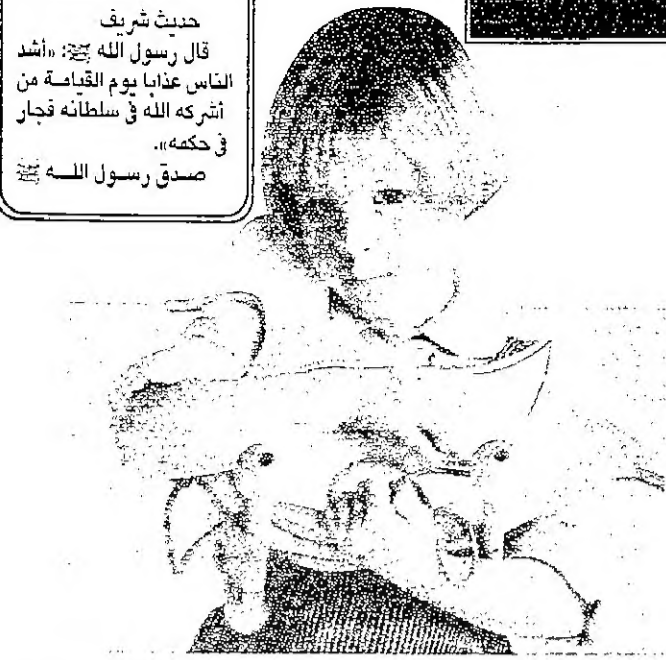 حديث شريف
قال رسول الله ﷺ: «أشد
الناس عذابا يوم القيامة من
أشركه الله في سلطانه فجار
في حكمه».
صدق رسول الله ﷺ